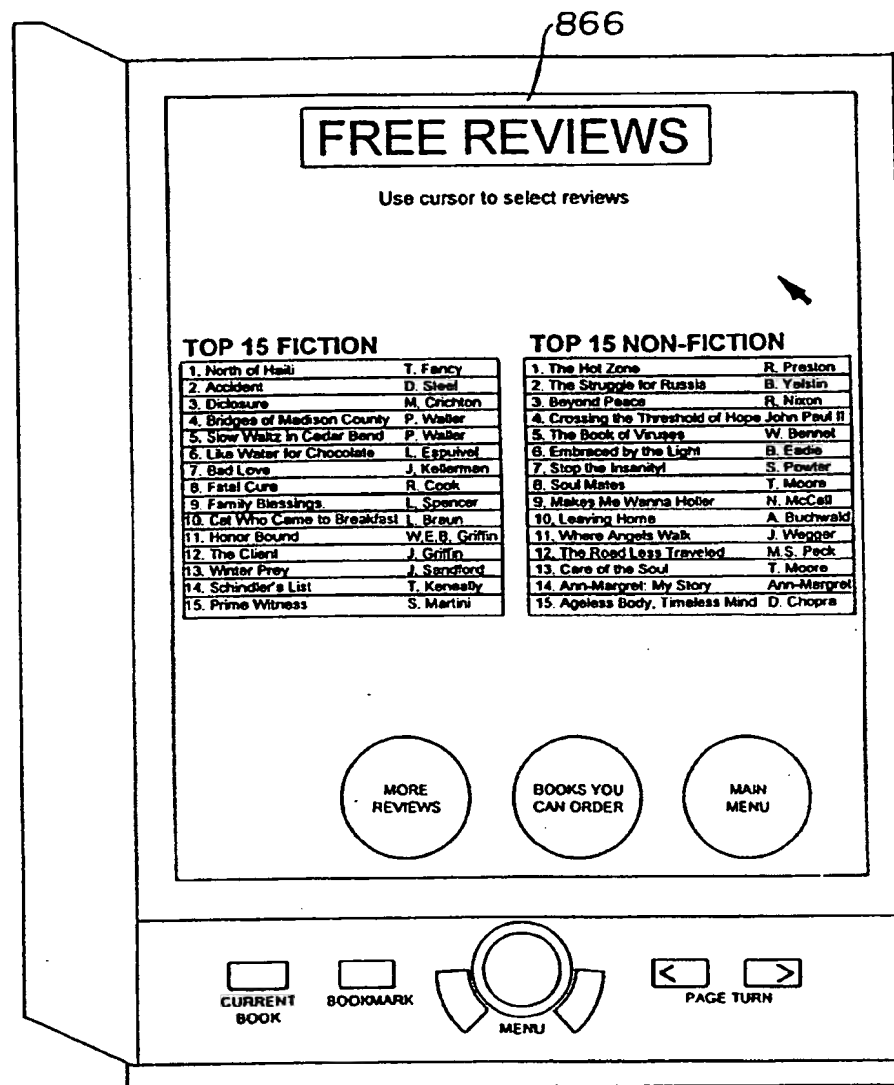 866
FREE REVIEWS
Use cursor to select reviews
TOP 15 FICTION
1. North of Haiti T. Fancy
2. Accident D. Steel
3. Diclosure M. Crichton
4. Bridges of Madison County P. Waller
5. Slow Waltz in Cedar Bend P. Waller
6. Like Water for Chocolate L. Espuivel
7. Bad Love J. Kellerman
8. Fatal Cure R. Cook
9. Family Blessings L. Spencer
10. Cat Who Came to Breakfast L. Braun
11. Honor Bound W.E.B. Griffin
12. The Client J. Griffin
13. Winter Prey J. Sandford
14. Schindler's List T. Keneally
15. Prime Witness S. Martini
TOP 15 NON-FICTION
1. The Hot Zone R. Preston
2. The Struggle for Russia B. Yelstin
3. Beyond Peace R. Nixon
4. Crossing the Threshold of Hope John Paul II
5. The Book of Viruses W. Bennet
6. Embraced by the Light B. Eadie
7. Stop the Insanity! S. Powter
8. Soul Mates T. Moore
9. Makes Me Wanna Holler N. McCall
10. Leaving Home A. Buchwald
11. Where Angels Walk J. Wegger
12. The Road Less Traveled M.S. Peck
13. Care of the Soul T. Moore
14. Ann-Margret: My Story Ann-Margret
15. Ageless Body, Timeless Mind D. Chopra
MORE
REVIEWS
BOOKS YOU
CAN ORDER
MAIN
MENU
CURRENT
BOOK
BOOKMARK
MENU
< >
PAGE TURN